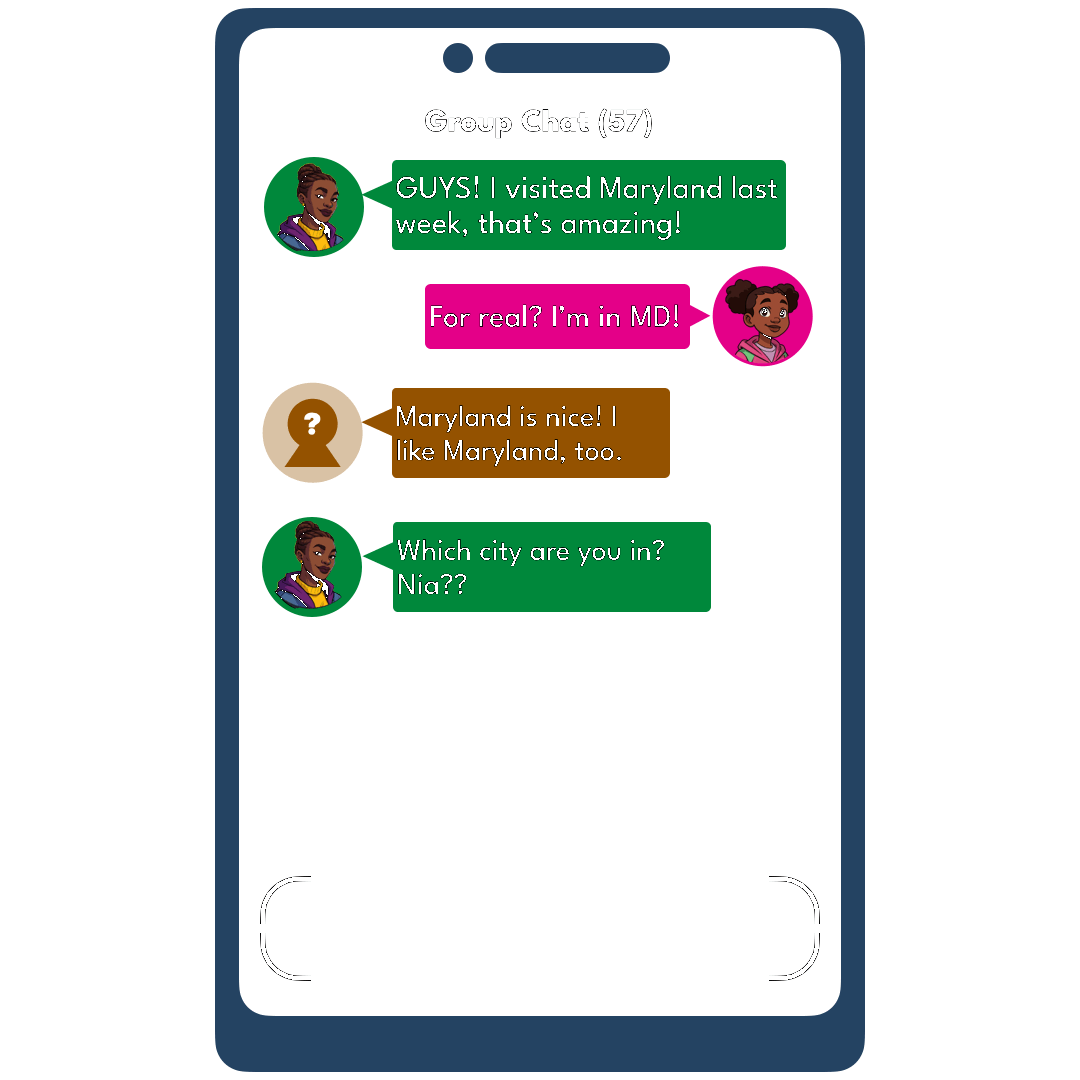 Group Chat (57)
GUYS! I visited Maryland last
week, that’s amazing!
For real? I’m in MD!
?
Maryland is nice! I
like Maryland, too.
Which city are you in?
Nia??